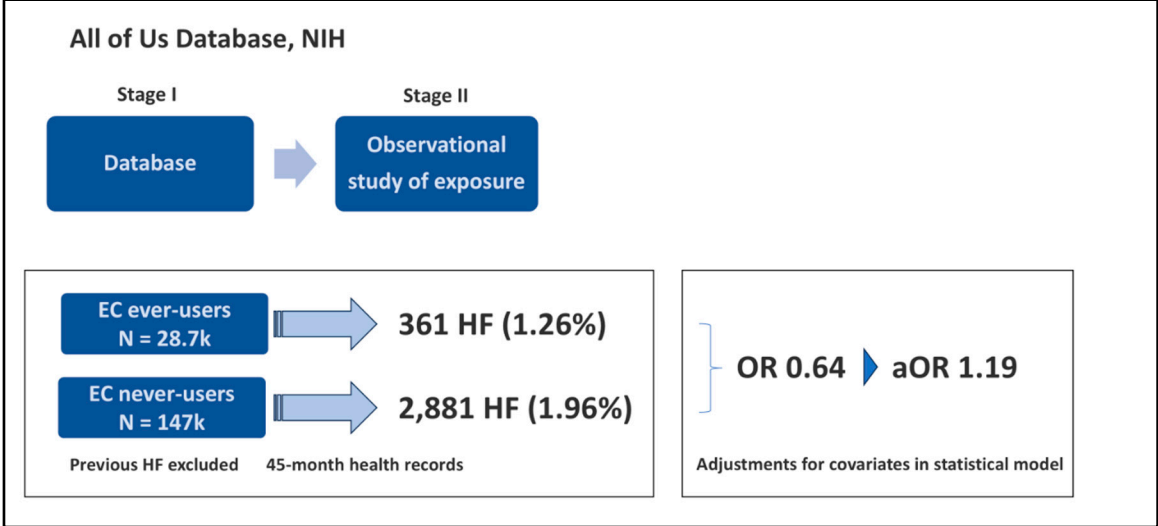 All of Us Database, NIH
Stage I
Stage II
Database
Observational
study of exposure
EC ever-users
N = 28.7k
361 HF (1.26%)
EC never-users
N = 147k
2,881 HF (1.96%)
Previous HF excluded
45-month health records
OR 0.64
aOR 1.19
Adjustments for covariates in statistical model